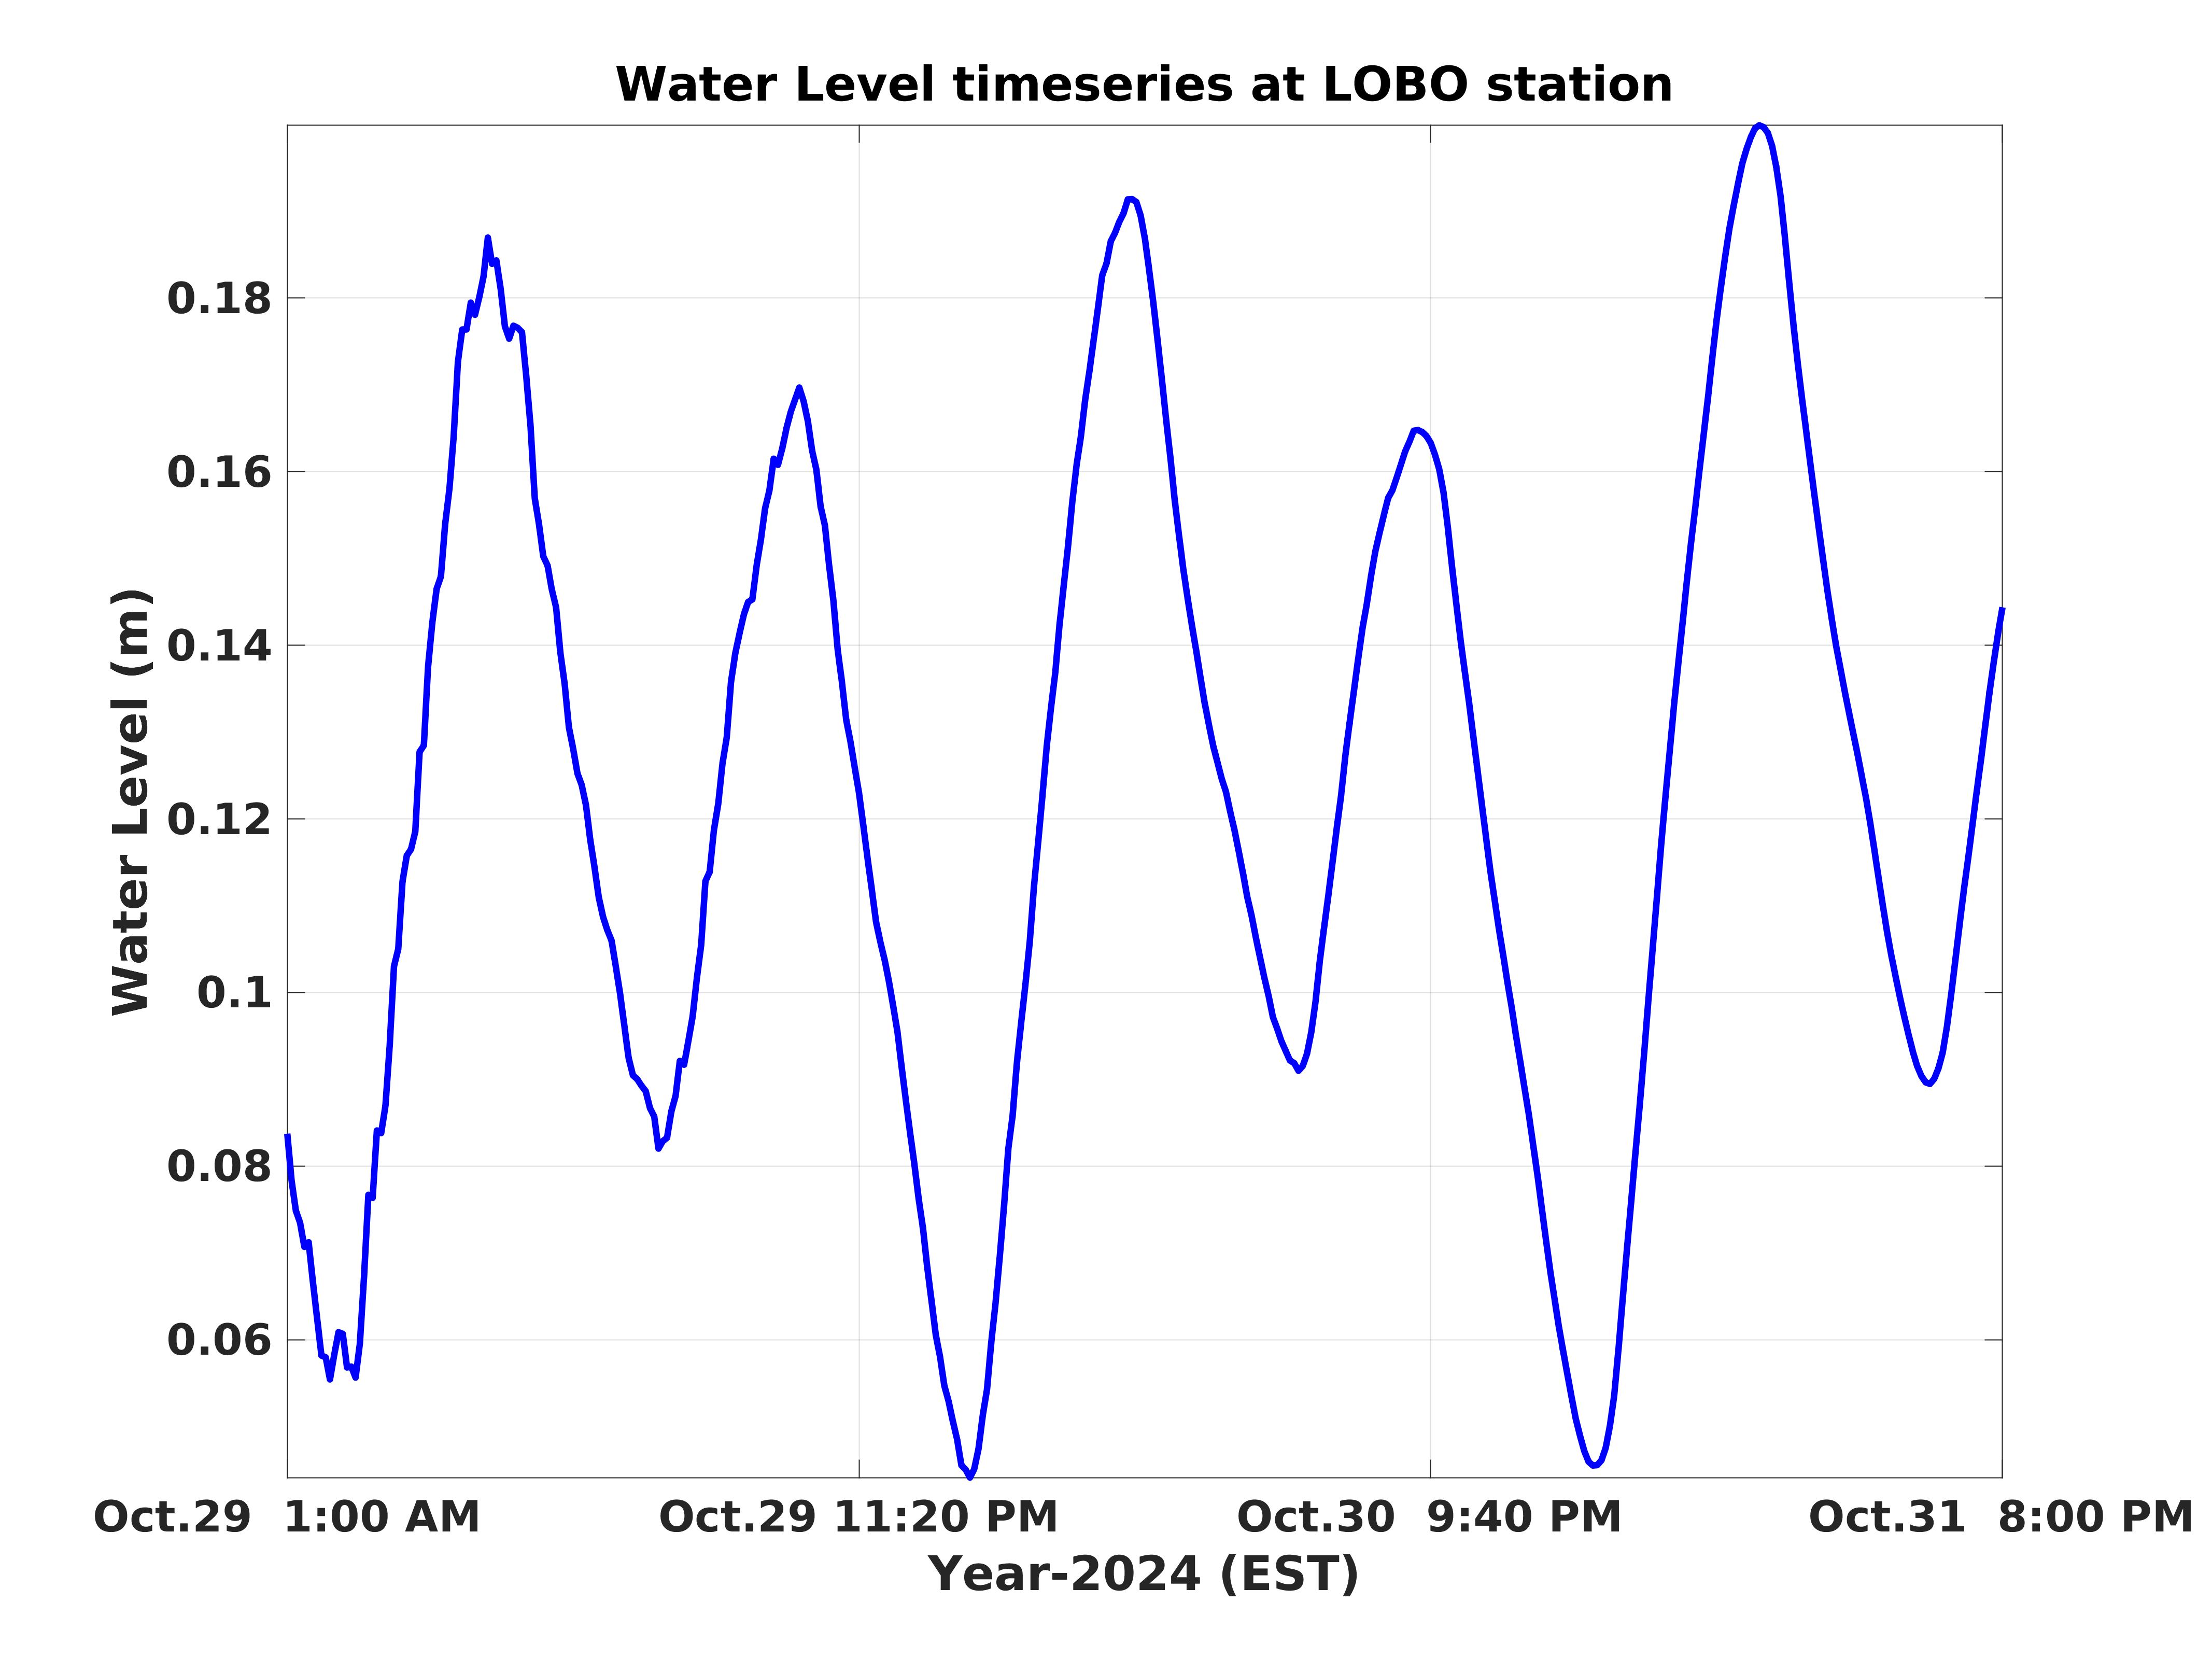 Water Level timeseries at LOBO station
Water Level (m)
0.18
0.16
0.14
0.12
0.1
0.08
0.06
Oct.29 1:00 AM
Oct.29 11:20 PM
Oct.30 9:40 PM
Oct.31 8:00 PM
Year-2024 (EST)